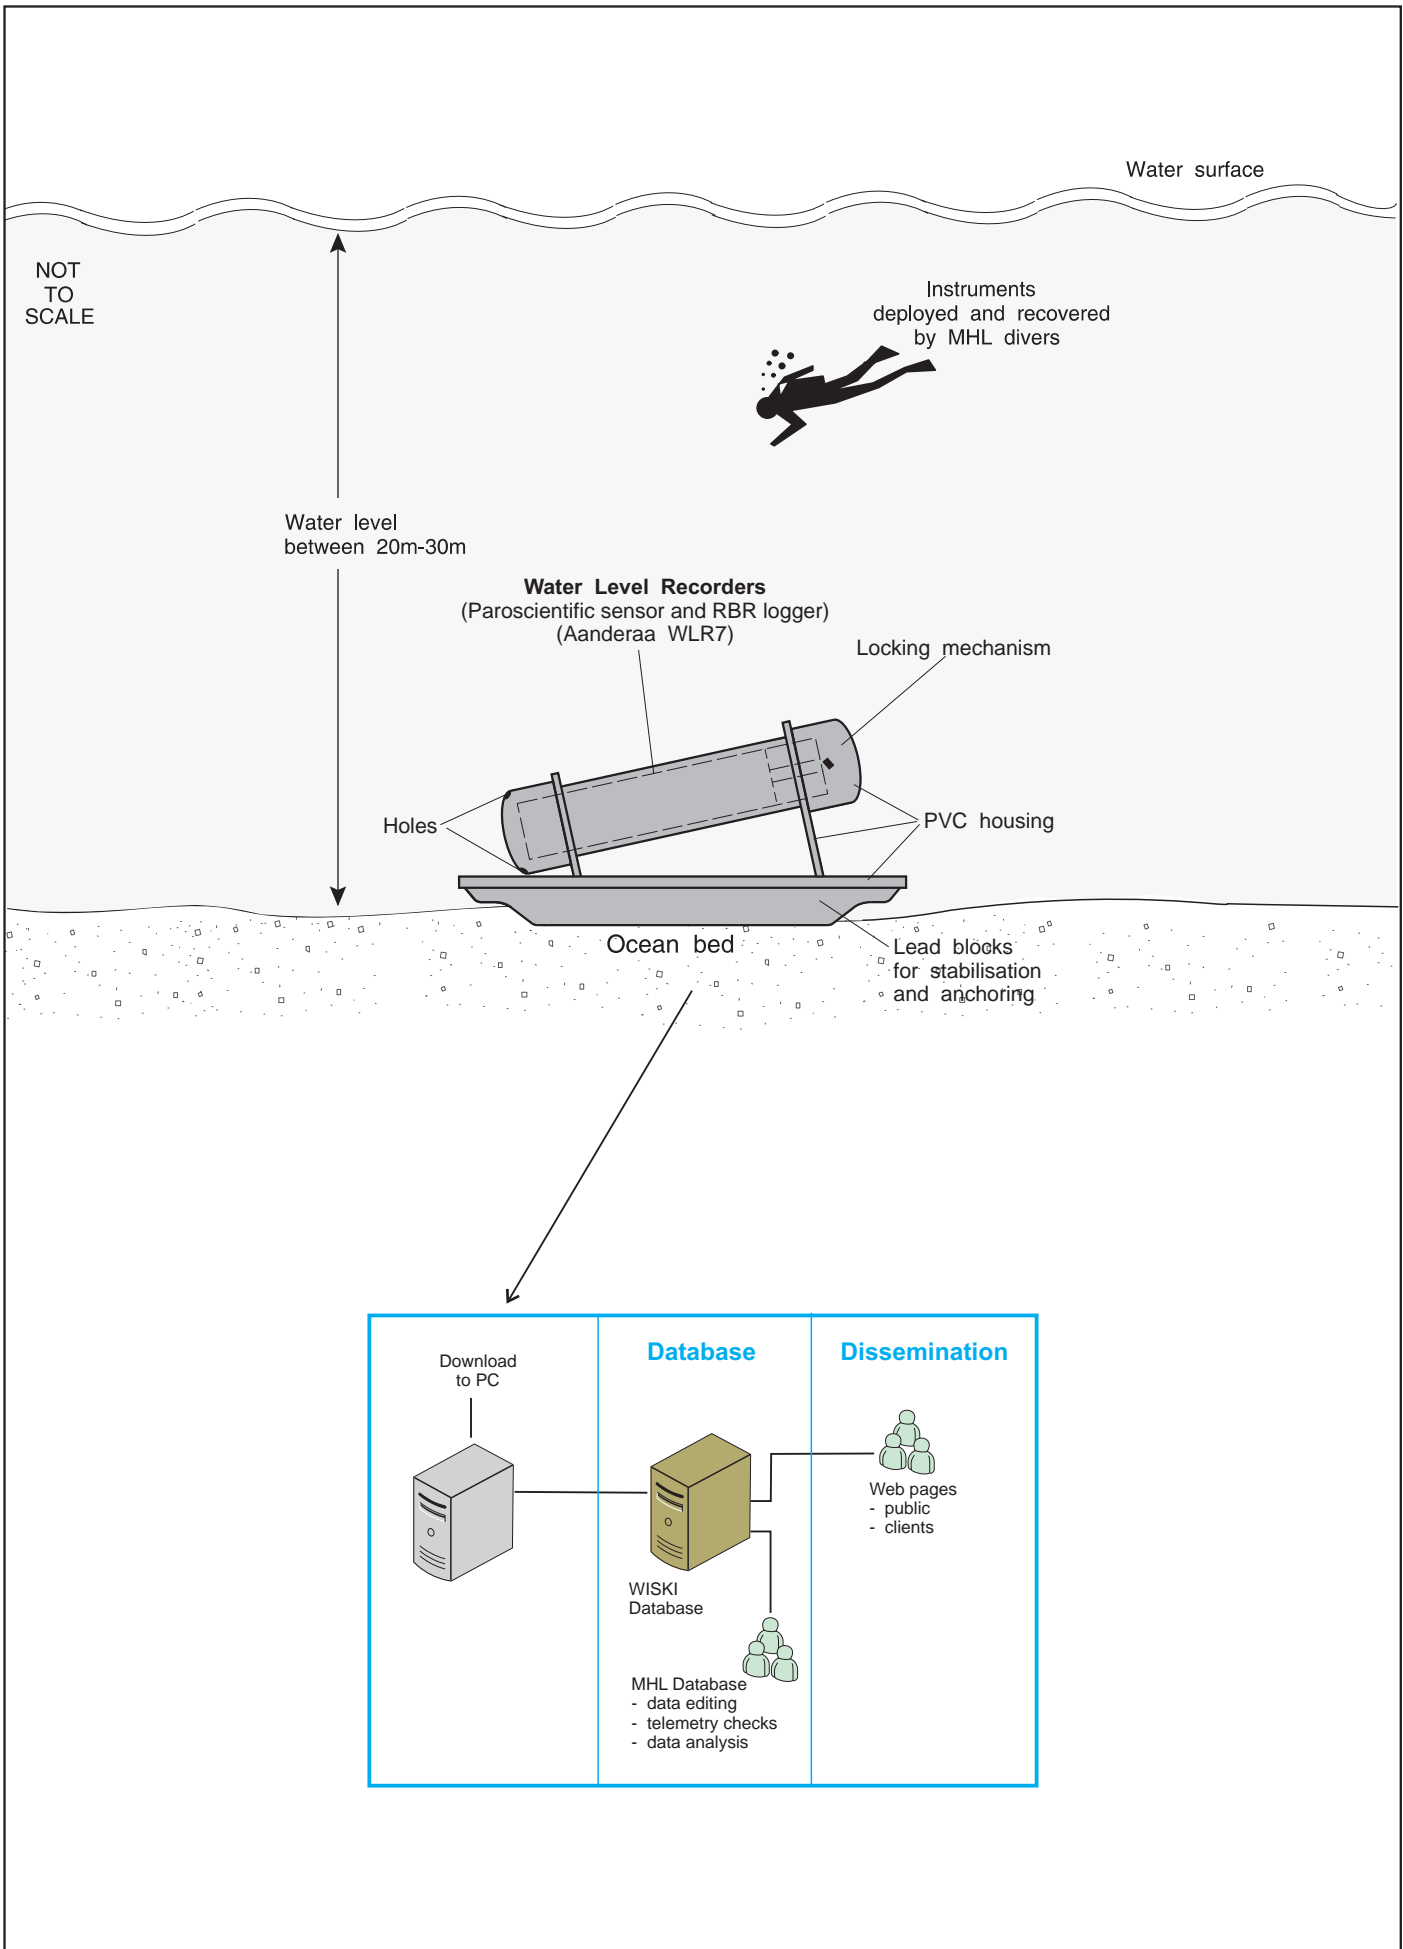 Water surface
NOT
TO
SCALE
Instruments
deployed and recovered
by MHL divers
Water level
between 20m-30m
Water Level Recorders
(Paroscientific sensor and RBR logger)
(Aanderaa WLR7)
Locking mechanism
Holes
PVC housing
Ocean bed
Lead blocks
for stabilisation
and anchoring
Download
to PC
Database
Dissemination
Web pages
- public
- clients
WISKI
Database
MHL Database
- data editing
- telemetry checks
- data analysis